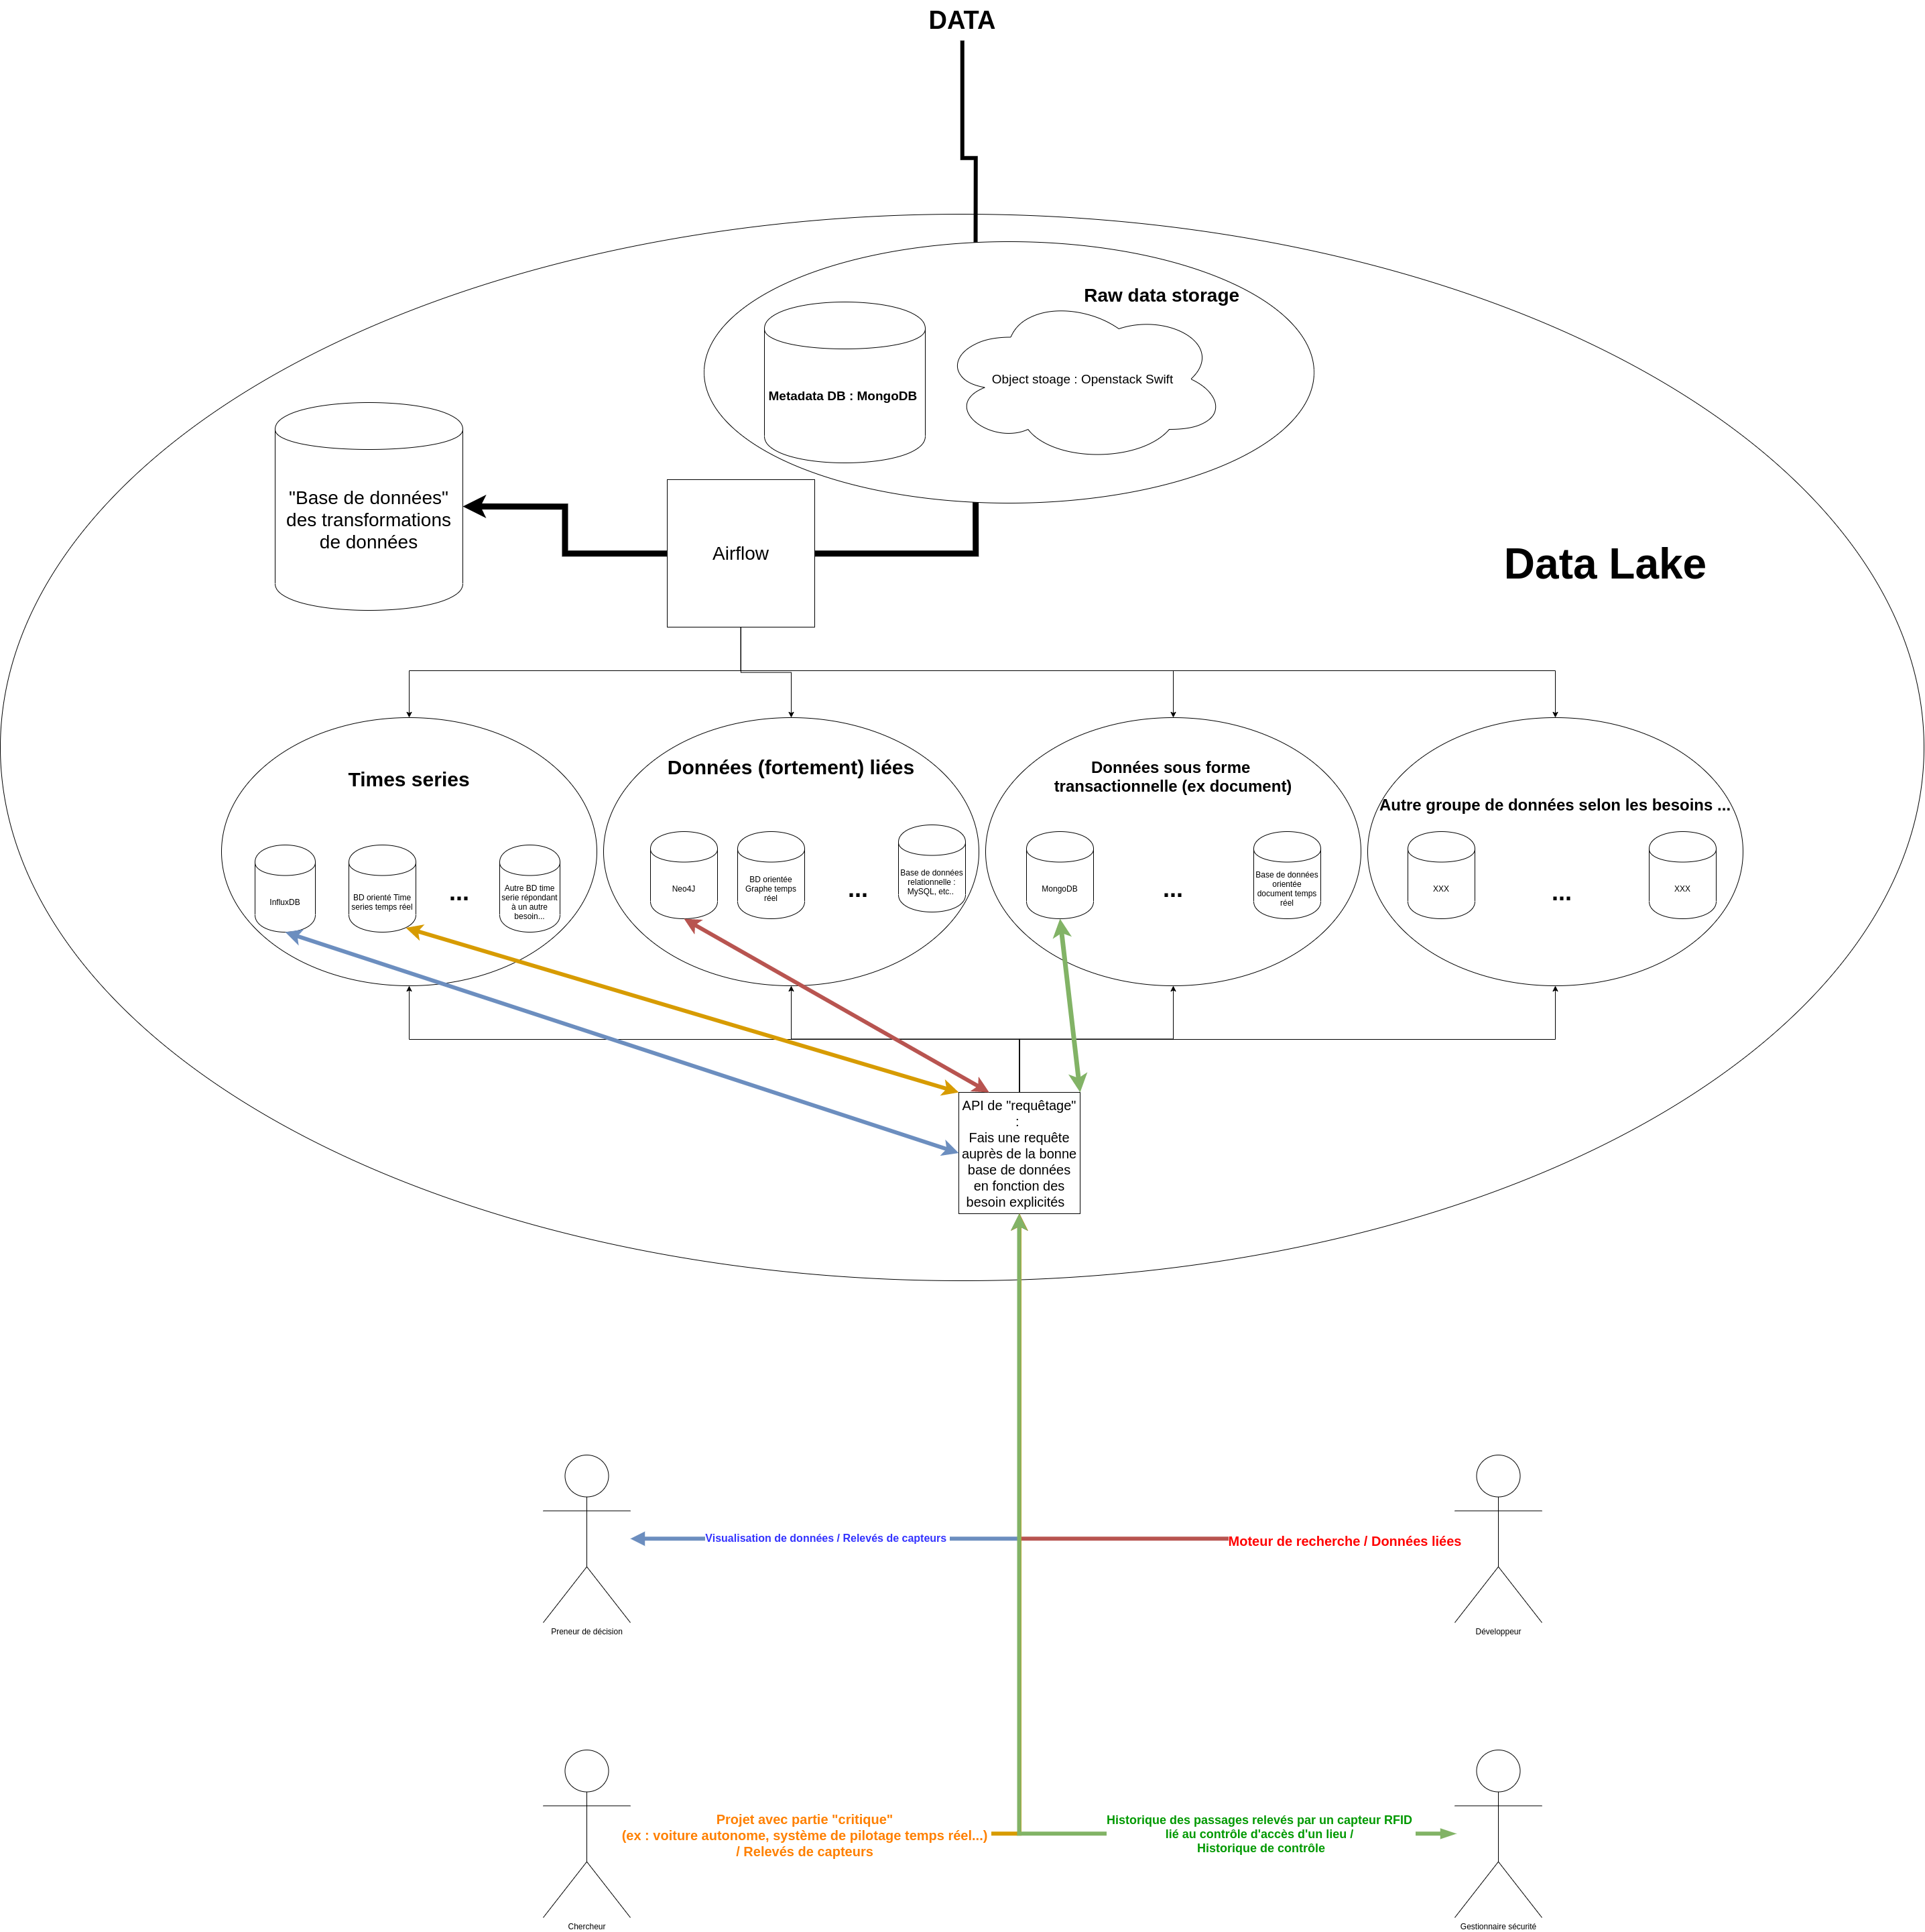 DATA
Raw data storage
Metadata DB : MongoDB
Object stoage : Openstack Swift
"Base de données"
des transformations
de données
Airflow
Data Lake
Times series
InfluxDB
BD orienté Time
series temps réel
...
Autre BD time
serie répondant
à un autre
besoin...
Données (fortement) liées
Neo4J
BD orientée
Graphe temps
réel
...
Base de données
relationnelle :
MySQL, etc..
Données sous forme
transactionnelle (ex document)
MongoDB
...
Base de données
orientée
document temps
réel
Autre groupe de données selon les besoins ...
XXX
...
XXX
API de "requêtage"
:
Fais une requête
auprès de la bonne
base de données
en fonction des
besoin explicités
Visualisation de données / Relevés de capteurs
Moteur de recherche / Données liées
Preneur de décision
Développeur
Projet avec partie "critique"
(ex : voiture autonome, système de pilotage temps réel...)
/ Relevés de capteurs
Historique des passages relevés par un capteur RFID
lié au contrôle d'accès d'un lieu /
Historique de contrôle
Chercheur
Gestionnaire sécurité